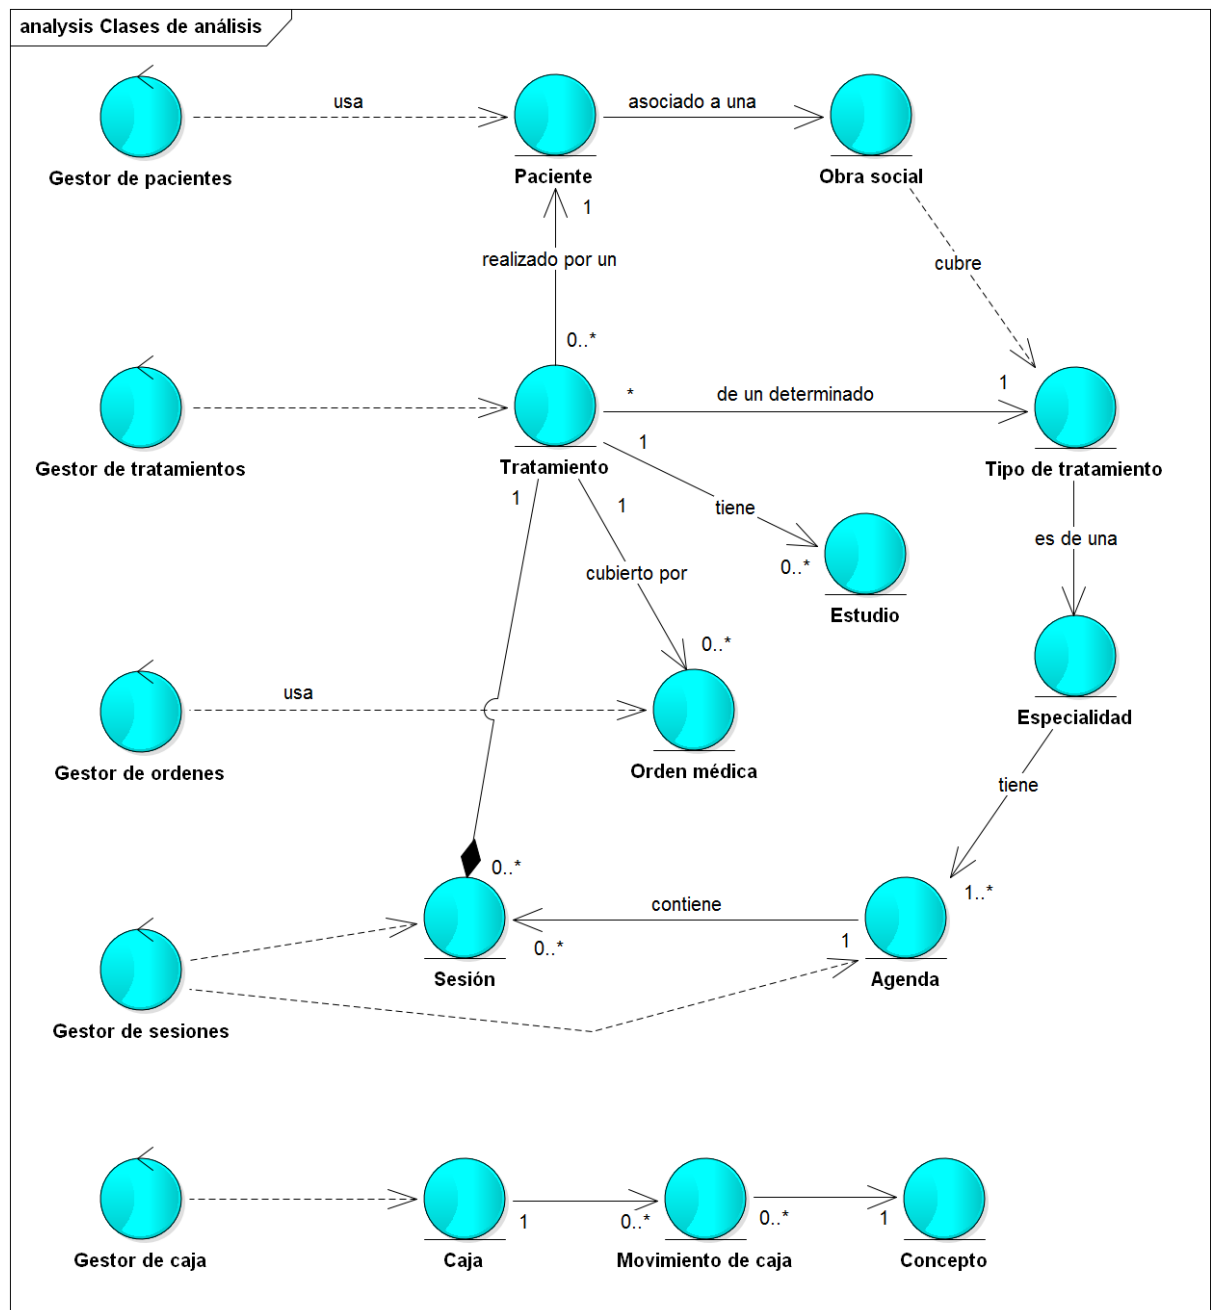 analysis Clases de análisis
usa
asociado a una
Gestor de pacientes
Paciente
Obra social
1
realizado por un
cubre
0..*
*
de un determinado
1
1
Gestor de tratamientos
Tratamiento
Tipo de tratamiento
1
1
tiene
es de una
0..*
cubierto por
Estudio
0..*
usa
Especialidad
Gestor de ordenes
Orden médica
tiene
0..*
1..*
contiene
0..*
1
Sesión
Agenda
Gestor de sesiones
1
0..*
0..*
1
Gestor de caja
Caja
Movimiento de caja
Concepto